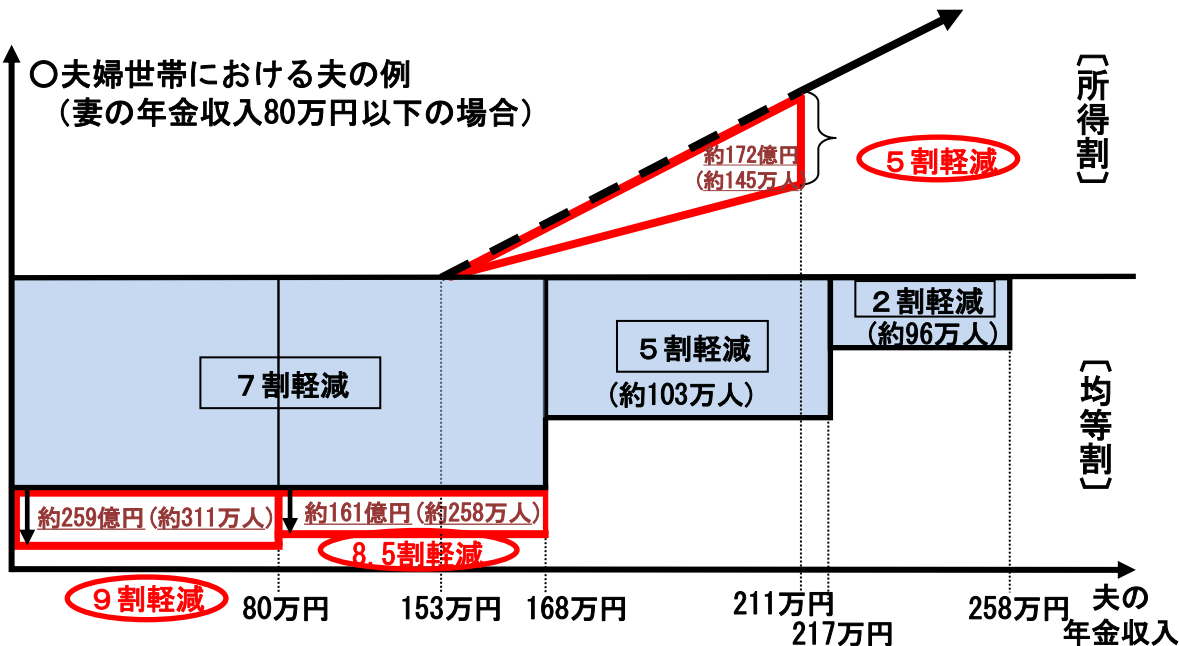 〇夫婦世帯における夫の例
(妻の年金収入80万円以下の場合)
〔所得割〕
約172億円
(約145万人)
５割軽減
２割軽減
(約96万人)
５割軽減
(約103万人)
７割軽減
〔均等割〕
約259億円(約311万人)
約161億円(約258万人)
8.5割軽減
９割軽減
80万円
153万円
168万円
211万円
217万円
258万円
夫の
年金収入